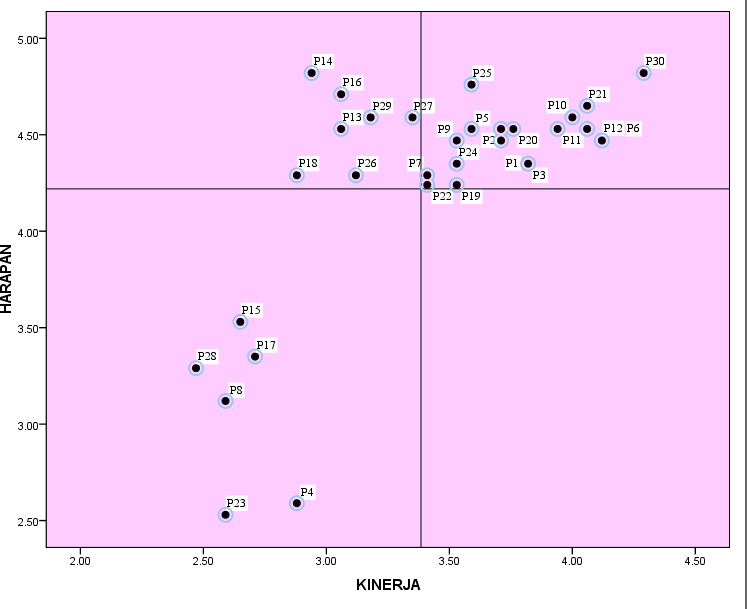 5.00
P14
P30
P25
P16
P21
P29
P27
P10
P13
P5
P12
P6
4.50
P9
P2
P20
P11
P24
P18
P26
P7
P1
P3
P22
P19
4.00
HARAPAN
P15
3.50
P17
P28
P8
3.00
P4
P23
2.50
2.00
2.50
3.00
3.50
4.00
4.50
KINERJA